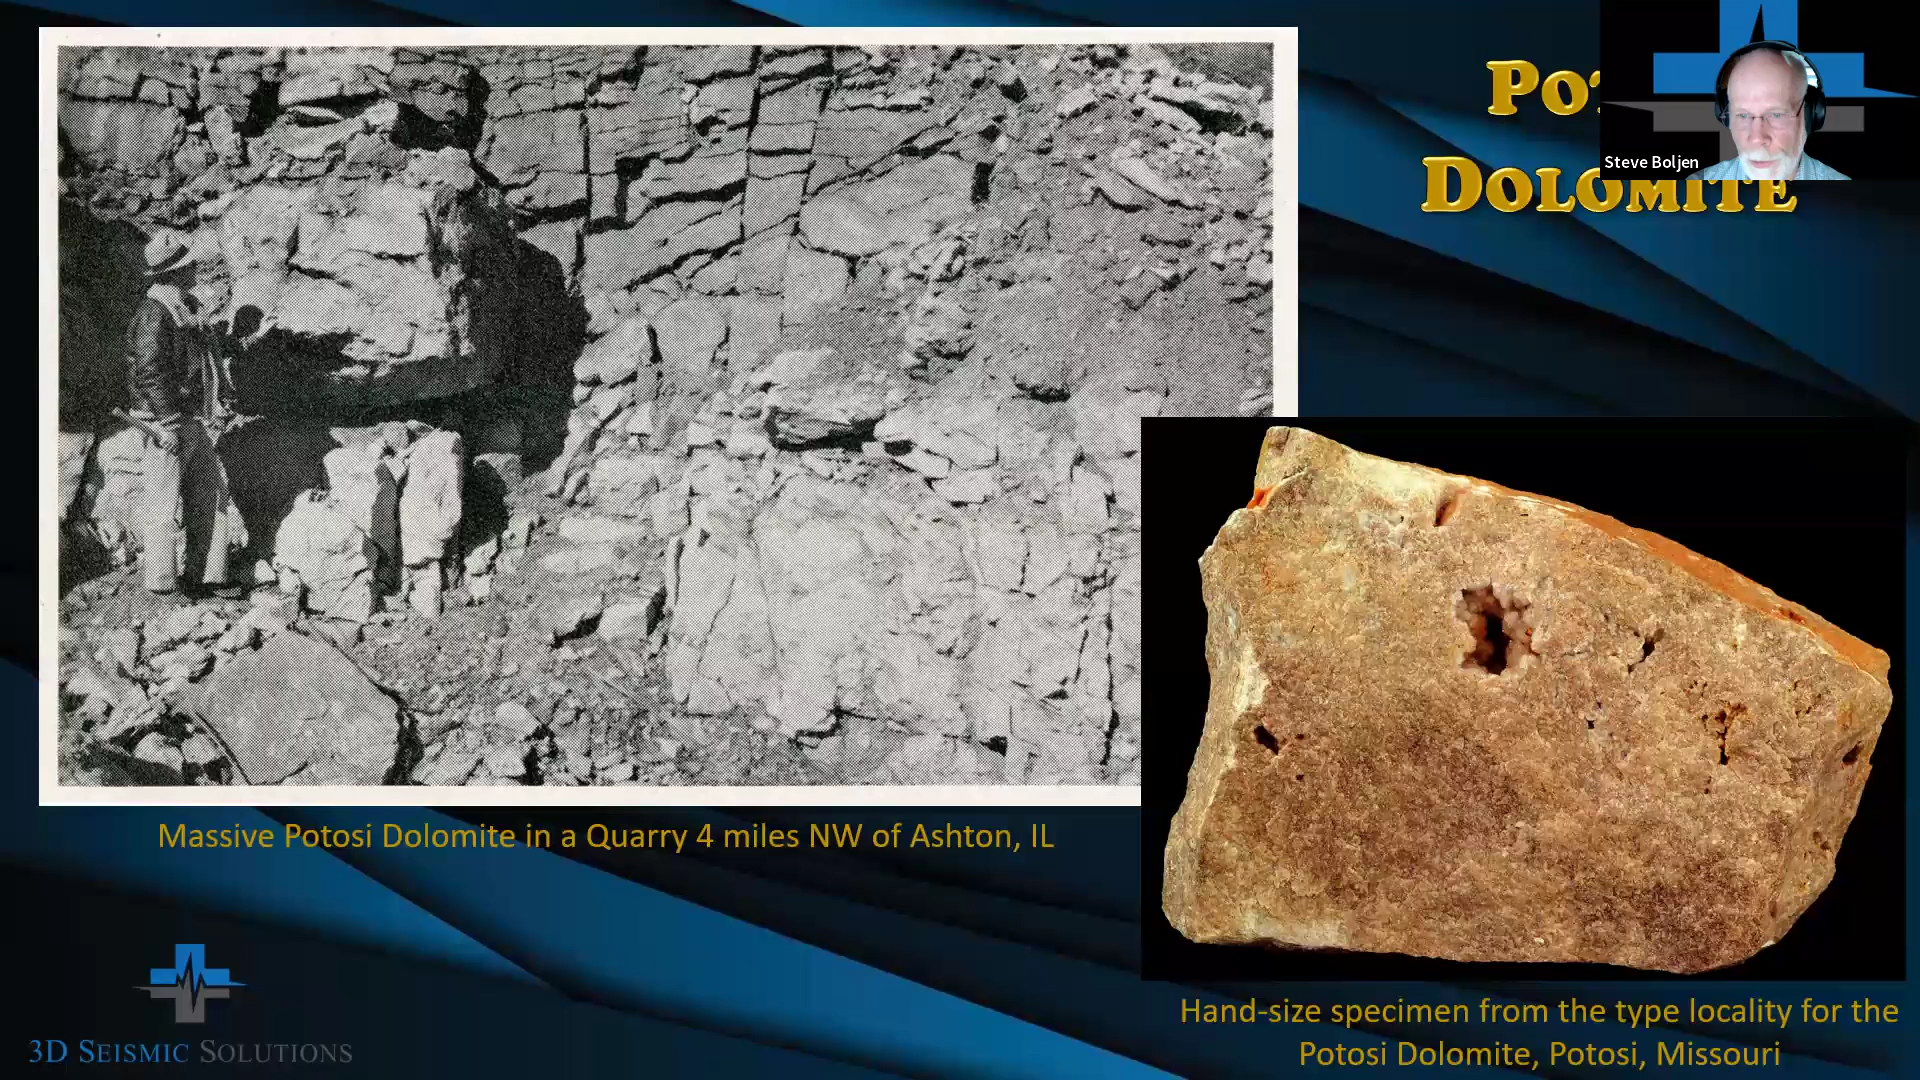 DOLOMITE
Steve Boljen
Massive Potosi Dolomite in a Quarry 4 miles NW of Ashton, IL
Hand-size specimen from the type locality for the
Potosi Dolomite, Potosi, Missouri
3D SEISMIC SOLUTIONS